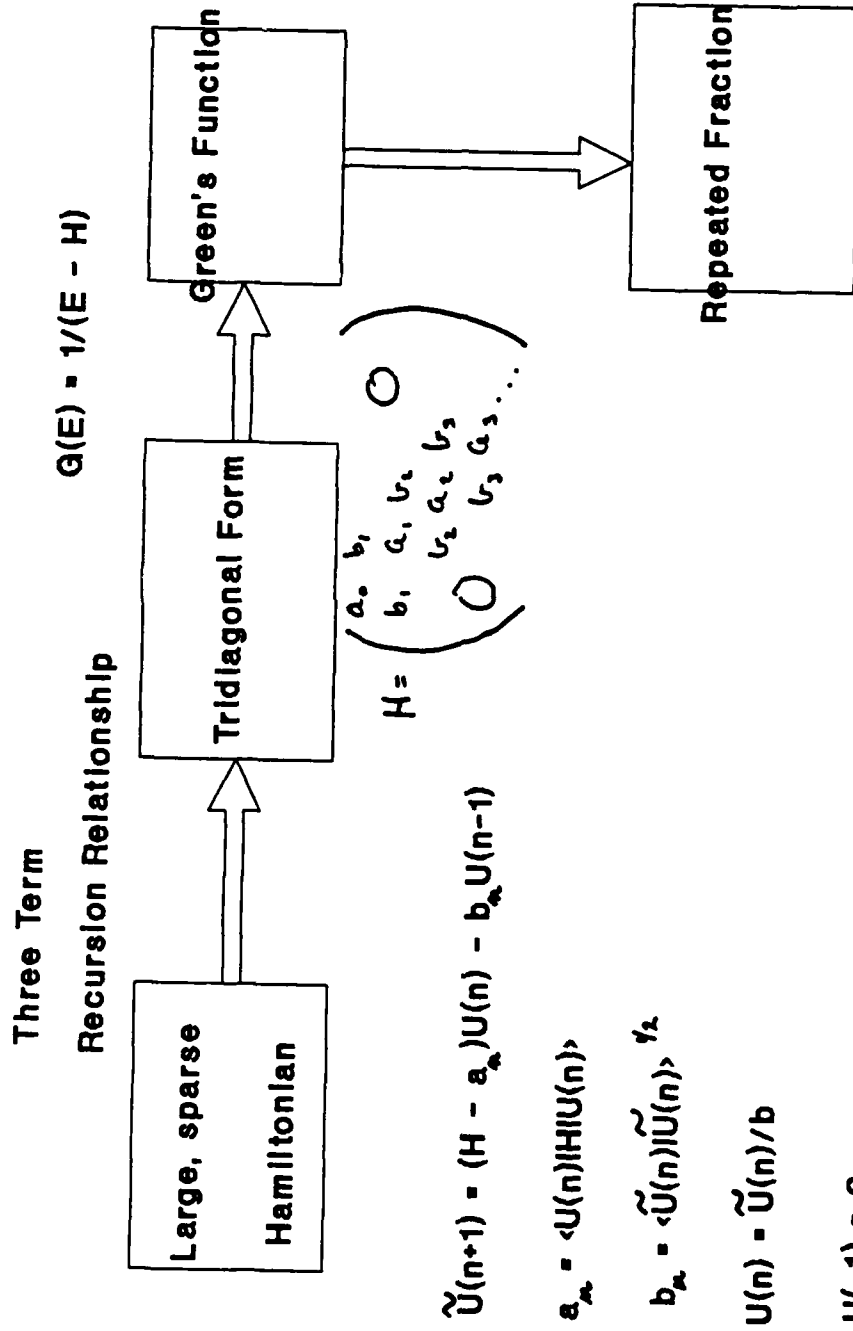 Three Term
Recursion Relationship
G(E) = 1/(E - H)
Large, sparse
Hamiltonian
Tridiagonal Form
Green's Function
H =
a₀ b₁ O
b₁ a₁ b₂
b₂ a₂ b₃
O b₃ a₃ ...
Repeated Fraction
Ũ(n+1) = (H - aₙ)U(n) - bₙU(n-1)
aₙ = <U(n)|H|U(n)>
bₙ = <Ũ(n)|Ũ(n)>^1/2
U(n) = Ũ(n)/b